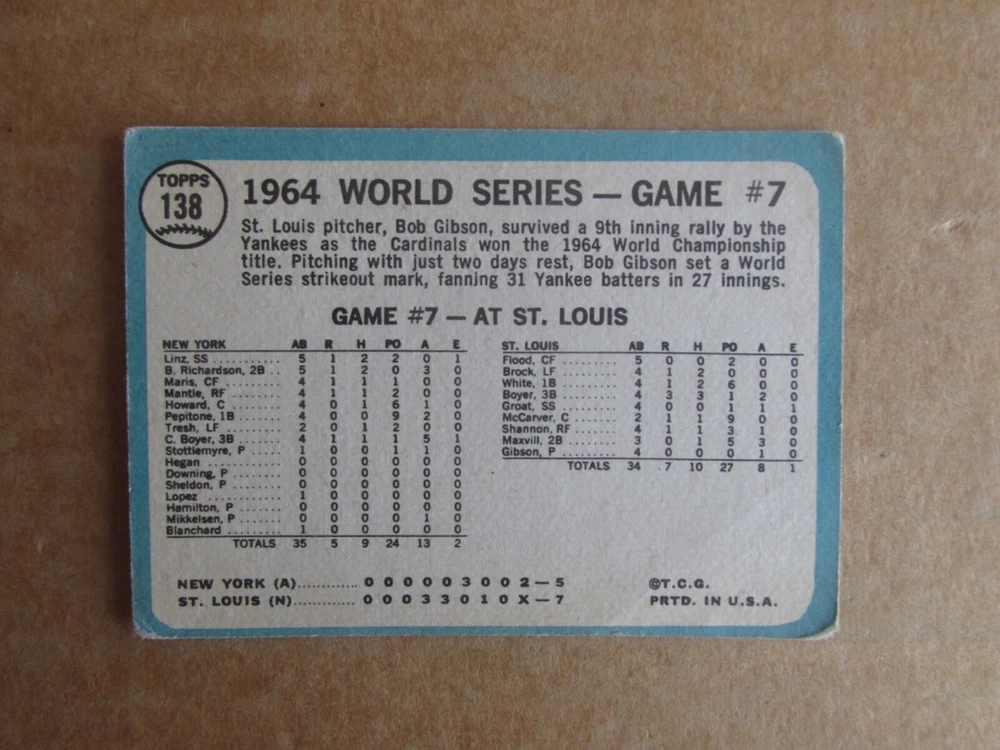 TOPPS
138
1964 WORLD SERIES — GAME #7
St. Louis pitcher, Bob Gibson, survived a 9th inning rally by the
Yankees as the Cardinals won the 1964 World Championship
title. Pitching with just two days rest, Bob Gibson set a World
Series strikeout mark, fanning 31 Yankee batters in 27 innings.
GAME #7 — AT ST. LOUIS
NEW YORK AB R H PO A E
Linz, SS ........... 5 1 2 2 0 1
B. Richardson, 2B .. 5 1 2 0 3 0
Maris, CF ......... 4 1 1 1 0 0
Mantle, RF ........ 4 1 1 2 0 0
Howard, C ........ 4 0 1 6 1 0
Pepitone, 1B ...... 4 0 0 9 2 0
Tresh, LF ......... 2 0 1 2 0 0
C. Boyer, 3B ....... 4 1 1 1 5 1
Stottlemyre, P ..... 1 0 0 1 1 0
Hegan ............ 0 0 0 0 0 0
Downing, P ........ 0 0 0 0 0 0
Sheldon, P ........ 0 0 0 0 0 0
Lopez ............ 1 0 0 0 0 0
Hamilton, P ....... 0 0 0 0 0 0
Mikkelsen, P ....... 0 0 0 0 1 0
Blanchard ......... 1 0 0 0 0 0
TOTALS 35 5 9 24 13 2
ST. LOUIS AB R H PO A E
Flood, CF ......... 5 0 0 2 0 0
Brock, LF ......... 4 1 2 0 0 0
White, 1B ......... 4 1 2 6 0 0
Boyer, 3B ......... 4 3 3 1 2 0
Groat, SS ......... 4 0 0 1 1 1
McCarver, C ....... 2 1 1 9 0 0
Shannon, RF ....... 4 1 1 3 1 0
Maxvill, 2B ........ 3 0 1 5 3 0
Gibson, P ......... 4 0 0 0 1 0
TOTALS 34 7 10 27 8 1
NEW YORK (A)............ 0 0 0 0 0 3 0 0 2 — 5
ST. LOUIS (N)............ 0 0 0 3 3 0 1 0 X — 7
©T.C.G.
PRTD. IN U.S.A.